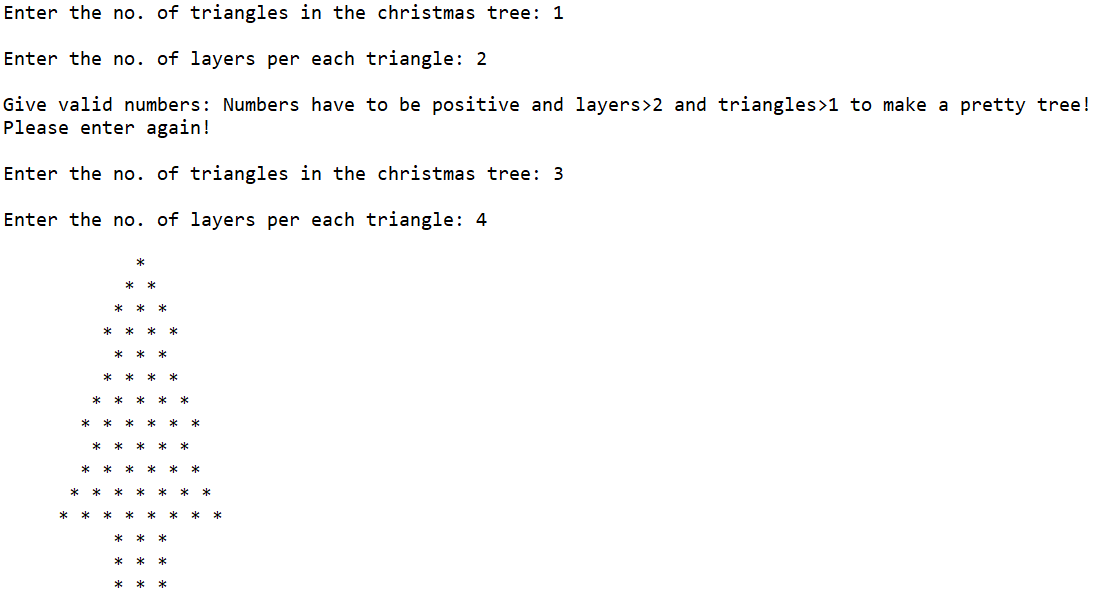 Enter the no. of triangles in the christmas tree: 1
Enter the no. of layers per each triangle: 2
Give valid numbers: Numbers have to be positive and layers>2 and triangles>1 to make a pretty tree!
Please enter again!
Enter the no. of triangles in the christmas tree: 3
Enter the no. of layers per each triangle: 4
*
* *
* * *
* * * *
* * *
* * * *
* * * * *
* * * * * *
* * * * *
* * * * * *
* * * * * * *
* * * * * * * *
* * *
* * *
* * *